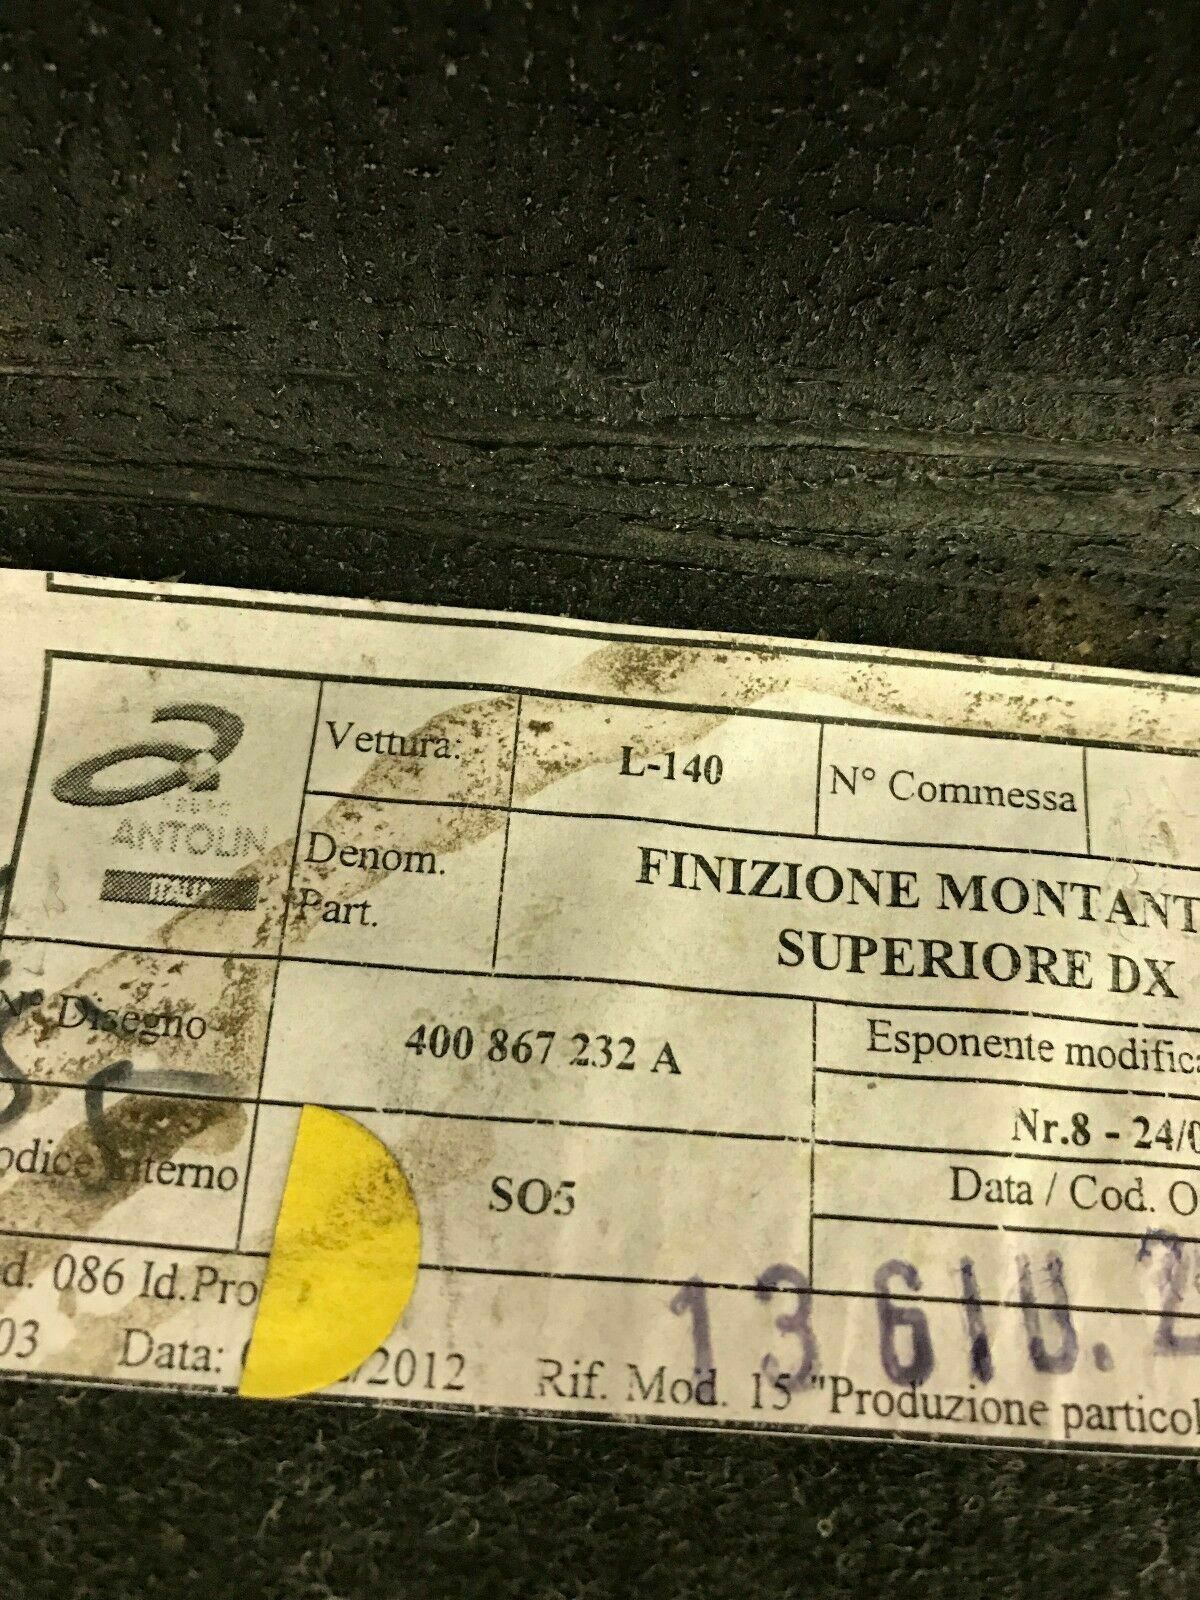 Vettura: L-140 N° Commessa
ANTOLIN
ITALIA
Denom. Part.
FINIZIONE MONTANT
SUPERIORE DX
N° Disegno 400 867 232 A Esponente modifica
Nr.8 - 24/0
odice Interno SO5 Data / Cod. O
13 GIU. 2
d. 086 Id.Pro
03 Data: /2012 Rif. Mod. 15 "Produzione particol